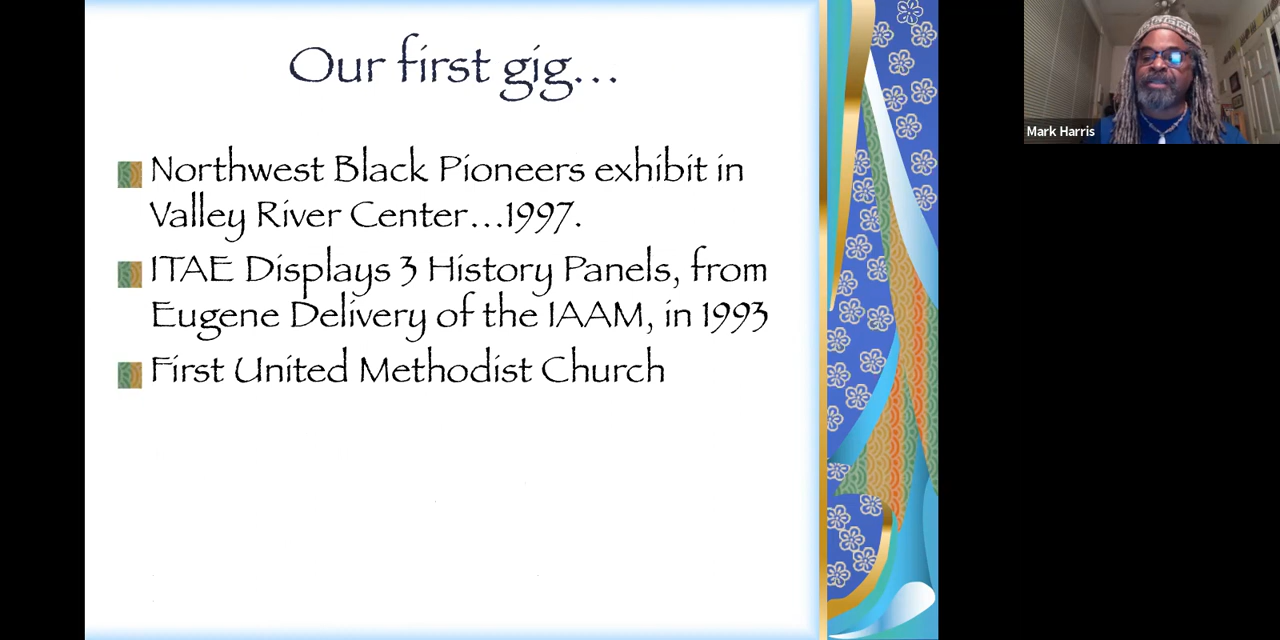 Our first gig...
Northwest Black Pioneers exhibit in
Valley River Center...1997.
ITAE Displays 3 History Panels, from
Eugene Delivery of the IAAM, in 1993
First United Methodist Church
Mark Harris